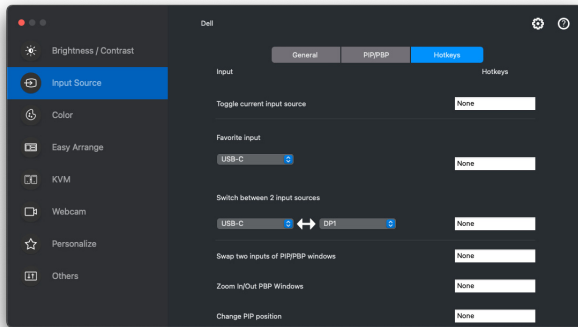 Dell
Brightness / Contrast
Input Source
Color
Easy Arrange
KVM
Webcam
Personalize
Others
General
PIP/PBP
Hotkeys
Input
Hotkeys
Toggle current input source
None
Favorite input
USB-C
None
Switch between 2 input sources
USB-C
DP1
None
Swap two inputs of PIP/PBP windows
None
Zoom In/Out PBP Windows
None
Change PIP position
None